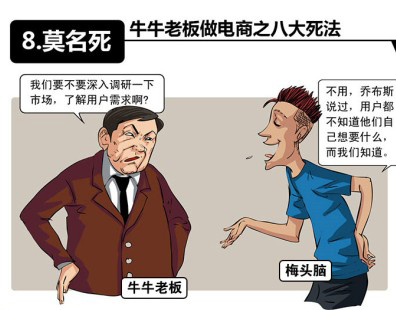 8.莫名死
牛牛老板做电商之八大死法
我们要不要深入调研一下
市场，了解用户需求啊？
不用，乔布斯
说过，用户都
不知道他们自
己想要什么，
而我们知道。
牛牛老板
梅头脑